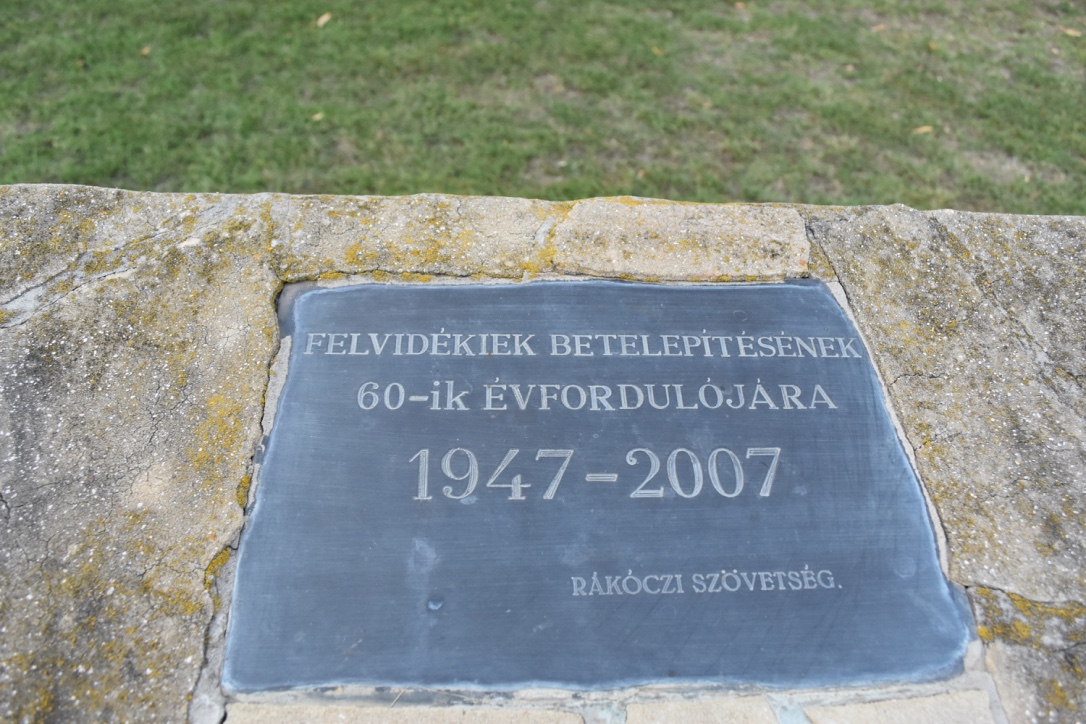 FELVIDÉKIEK BETELEPÍTÉSÉNEK
60-ik ÉVFORDULÓJÁRA
1947-2007
RÁKÓCZI SZÖVETSÉG.